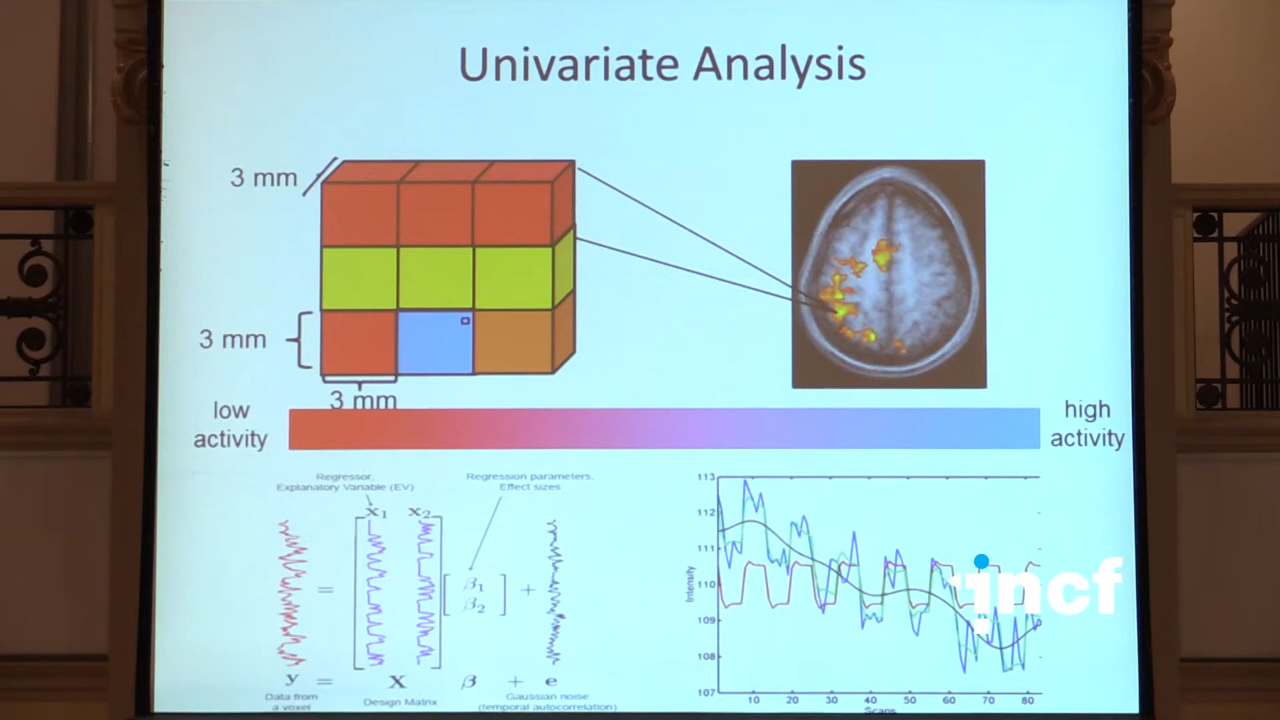 Univariate Analysis
3 mm
3 mm
3 mm
low
activity
high
activity
Regressor,
Explanatory Variable (EV)
Regression parameters,
Effect sizes
x₁ x₂
=
β₁
β₂
+
y = X β + e
Data from
a voxel
Design Matrix
Gaussian noise
(temporal autocorrelation)
113
112
111
110
109
108
107
Intensity
10 20 30 40 50 60 70 80
Scans
incf